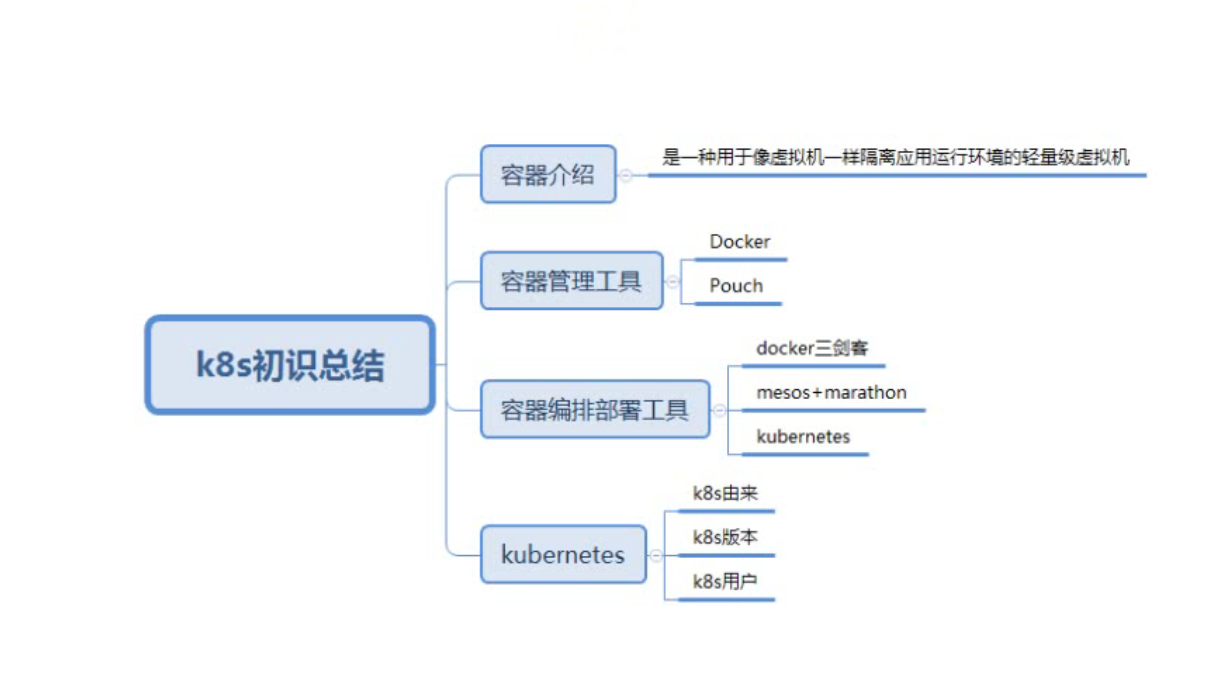 k8s初识总结
容器介绍
是一种用于像虚拟机一样隔离应用运行环境的轻量级虚拟机
容器管理工具
Docker
Pouch
容器编排部署工具
docker三剑客
mesos+marathon
kubernetes
kubernetes
k8s由来
k8s版本
k8s用户